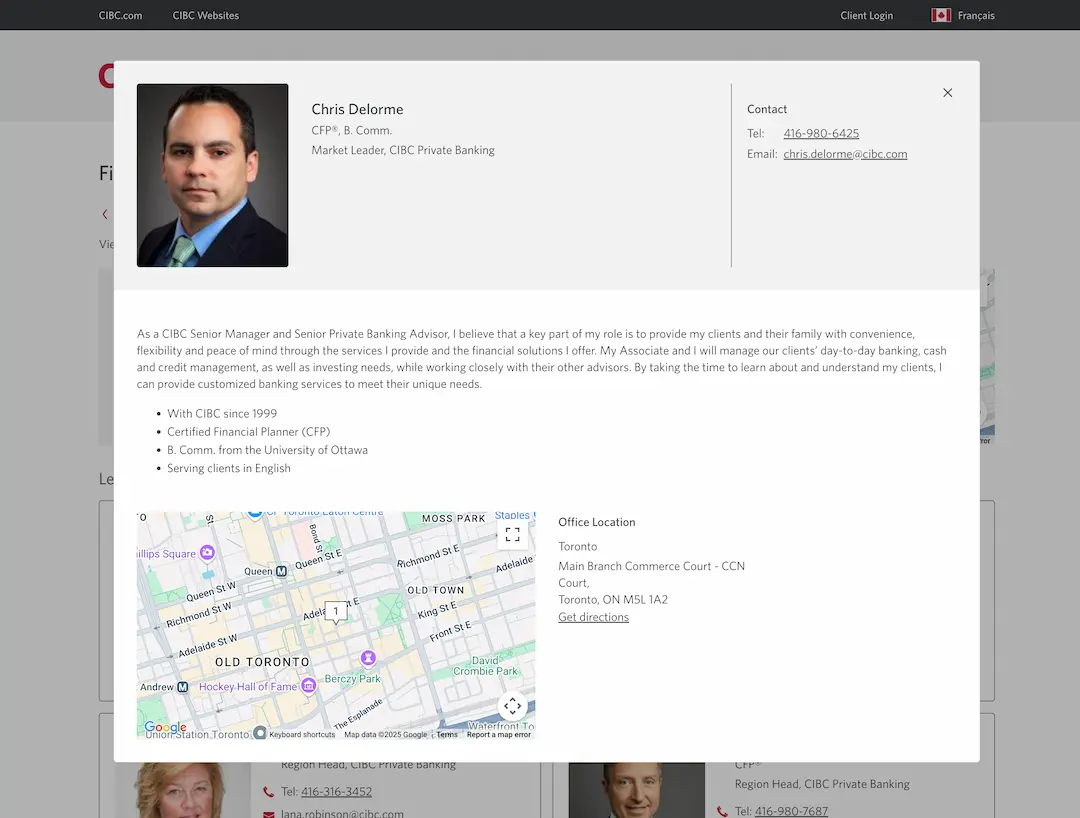 CIBC.com
CIBC Websites
Client Login
Français
Fi
Vie
Le
Chris Delorme
CFP®, B. Comm.
Market Leader, CIBC Private Banking
Contact
Tel: 416-980-6425
Email: chris.delorme@cibc.com
As a CIBC Senior Manager and Senior Private Banking Advisor, I believe that a key part of my role is to provide my clients and their family with convenience,
flexibility and peace of mind through the services I provide and the financial solutions I offer. My Associate and I will manage our clients' day-to-day banking, cash
and credit management, as well as investing needs, while working closely with their other advisors. By taking the time to learn about and understand my clients, I
can provide customized banking services to meet their unique needs.
• With CIBC since 1999
• Certified Financial Planner (CFP)
• B. Comm. from the University of Ottawa
• Serving clients in English
CF Toronto Eaton Centre
MOSS PARK
Staples
Bond St
Queen St E
Richmond St E
Adelaide
illips Square
Queen
Queen St W
OLD TOWN
Richmond St W
Adelaide St E
1
King St E
Front St E
Adelaide St W
OLD TORONTO
David
Crombie Park
Berczy Park
Andrew
Hockey Hall of Fame
The Esplanade
Google
Union Station Toronto
Waterfront To
Keyboard shortcuts
Map data ©2025 Google
Terms
Report a map error
Office Location
Toronto
Main Branch Commerce Court - CCN
Court,
Toronto, ON M5L 1A2
Get directions
ror
Region Head, CIBC Private Banking
Tel: 416-316-3452
lana.robinson@cibc.com
CFP®
Region Head, CIBC Private Banking
Tel: 416-980-7687